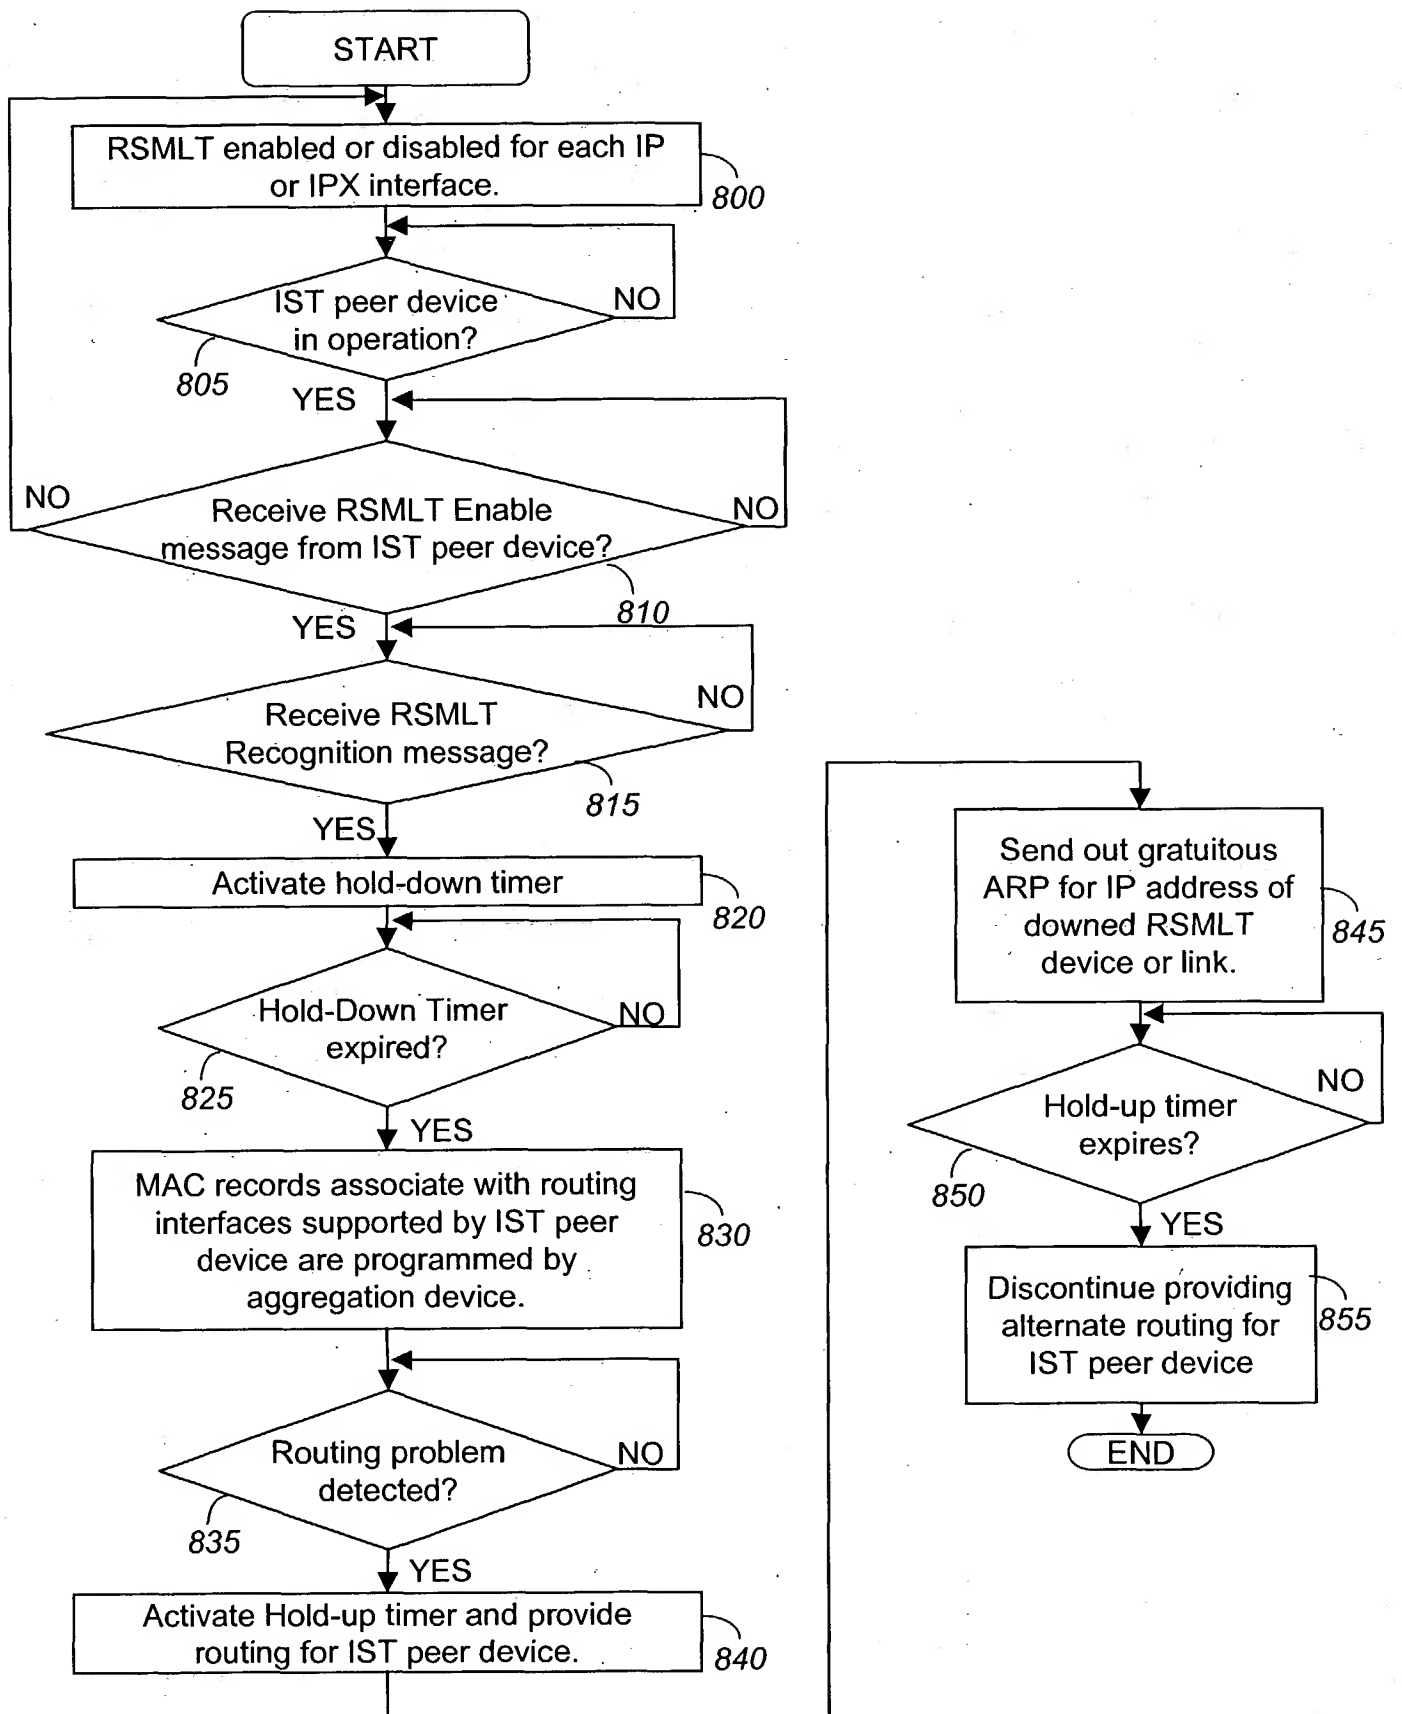 START
RSMLT enabled or disabled for each IP
or IPX interface.
800
IST peer device
in operation?
NO
805
YES
NO
Receive RSMLT Enable
message from IST peer device?
NO
810
YES
Receive RSMLT
Recognition message?
NO
815
YES
Activate hold-down timer
820
Hold-Down Timer
expired?
NO
825
YES
MAC records associate with routing
interfaces supported by IST peer
device are programmed by
aggregation device.
830
Routing problem
detected?
NO
835
YES
Activate Hold-up timer and provide
routing for IST peer device.
840
Send out gratuitous
ARP for IP address of
downed RSMLT
device or link.
845
Hold-up timer
expires?
NO
850
YES
Discontinue providing
alternate routing for
IST peer device
855
END